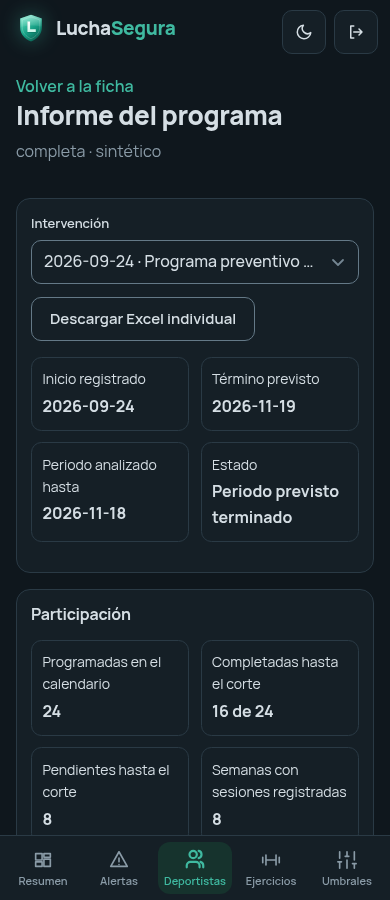 LuchaSegura
Volver a la ficha
Informe del programa
completa · sintético
Intervención
2026-09-24 · Programa preventivo ...
Descargar Excel individual
Inicio registrado
2026-09-24
Término previsto
2026-11-19
Periodo analizado
hasta
2026-11-18
Estado
Periodo previsto
terminado
Participación
Programadas en el
calendario
24
Completadas hasta
el corte
16 de 24
Pendientes hasta el
corte
8
Semanas con
sesiones registradas
8
Resumen
Alertas
Deportistas
Ejercicios
Umbrales